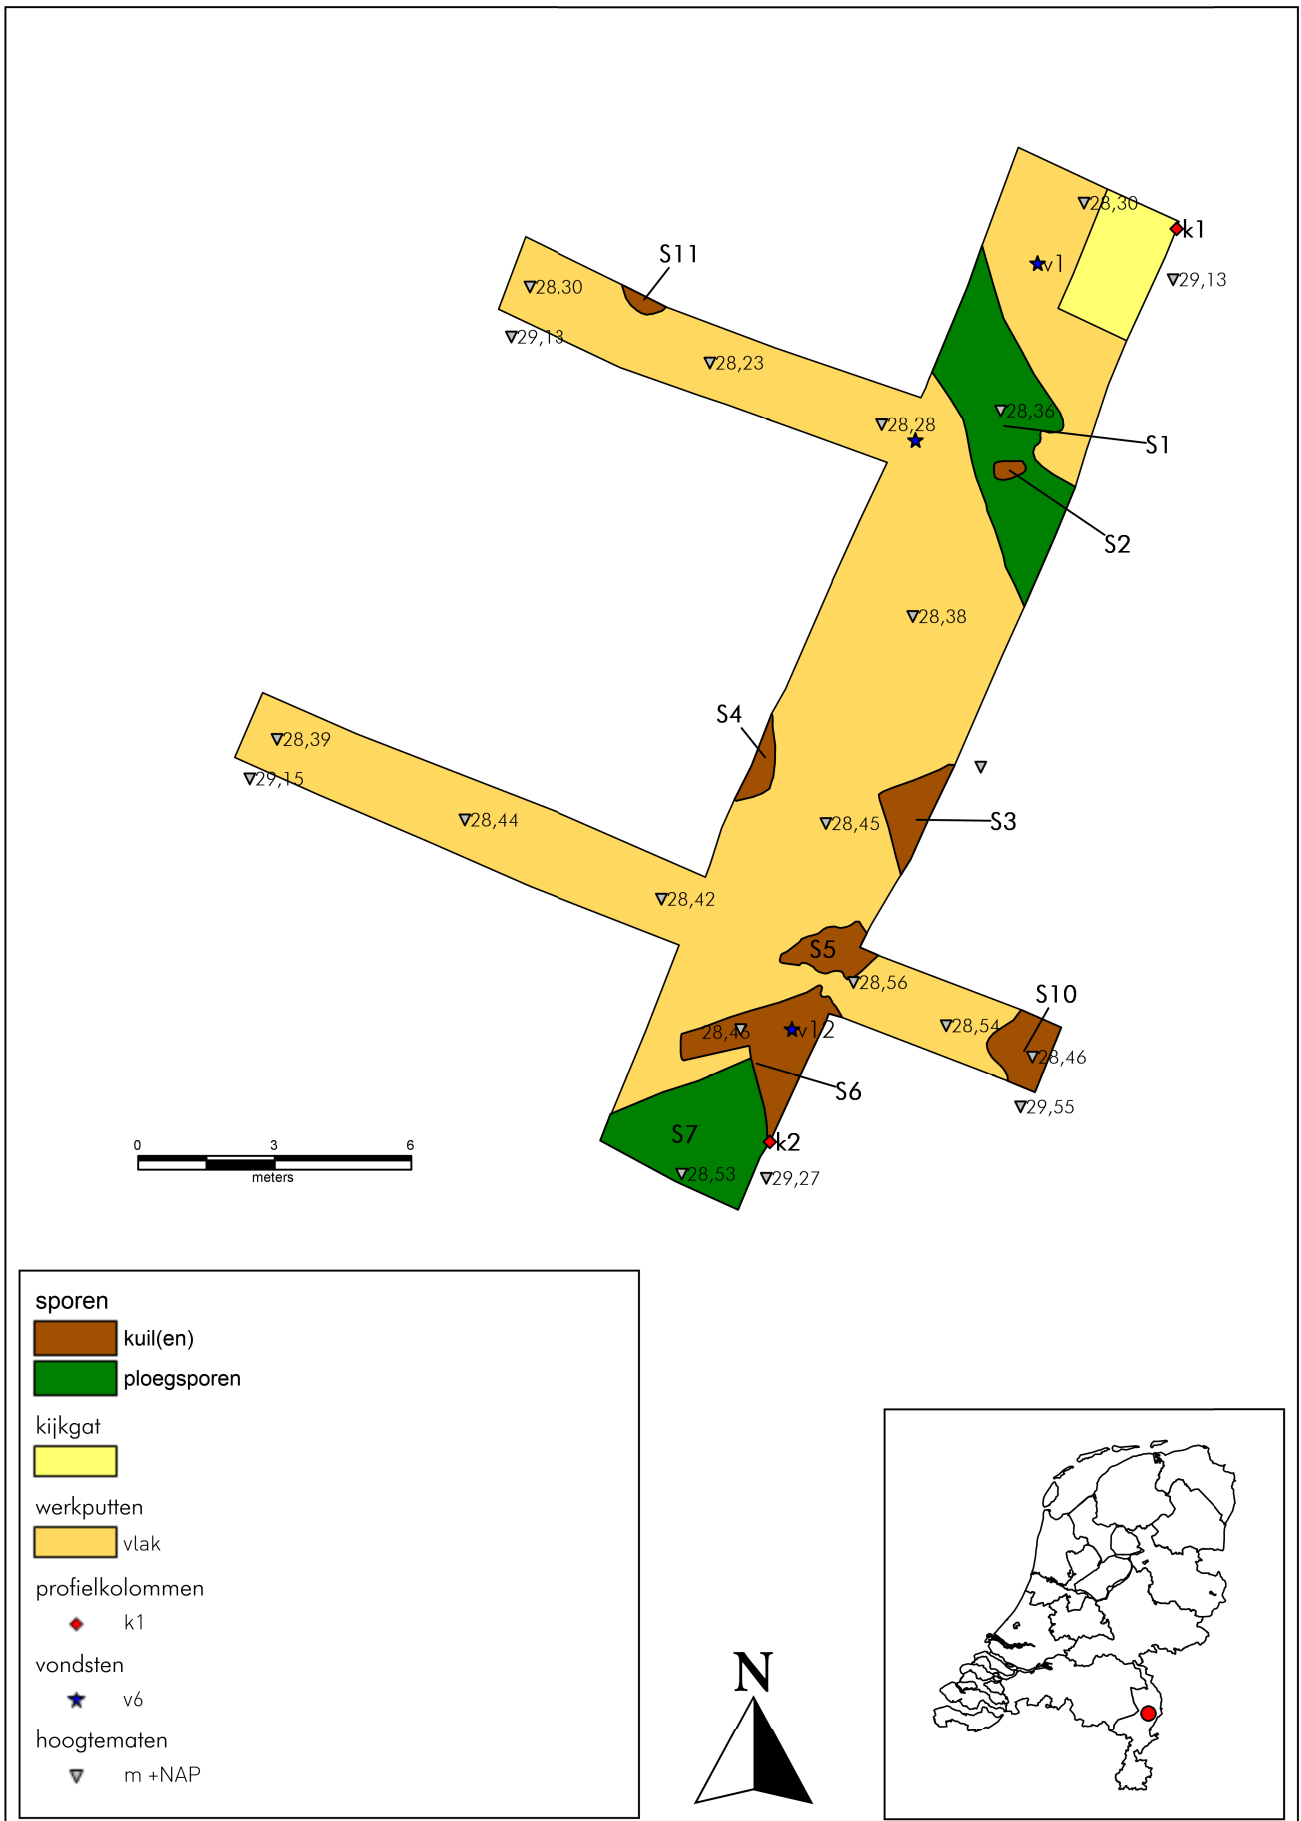 28,30
k1
S11
v1
29,13
28,30
29,13
28,23
28,36
28,28
S1
S2
28,38
S4
28,39
29,15
28,44
28,45
S3
28,42
S5
28,56
S10
28,54
28,46
v12
28,46
S6
29,55
S7
k2
28,53
29,27
0 3 6
meters
sporen
kuil(en)
ploegsporen
kijkgat
werkputten
vlak
profielkolommen
k1
vondsten
v6
hoogtematen
m +NAP
N